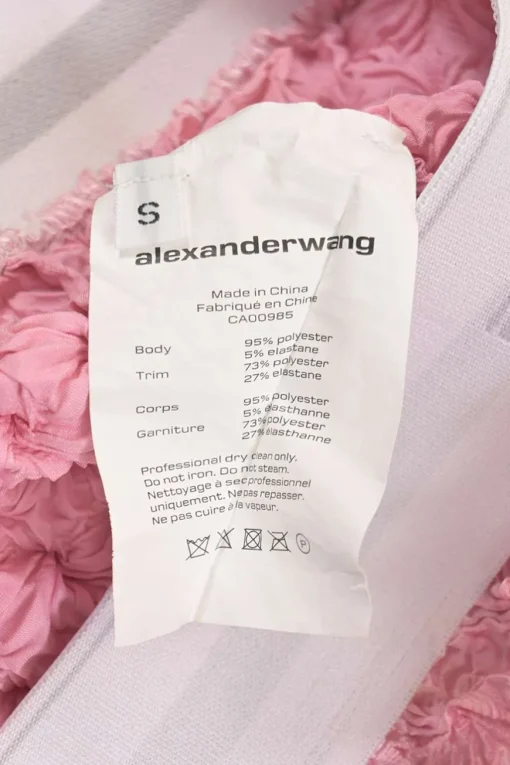 S
alexanderwang
Made in China
Fabriqué en Chine
CA00985
Body 95% polyester
5% elastane
Trim 73% polyester
27% elastane
Corps 95% polyester
5% élasthanne
Garniture 73% polyester
27% élasthanne
Professional dry clean only.
Do not iron. Do not steam.
Nettoyage à sec professionnel
uniquement. Ne pas repasser.
Ne pas cuire à la vapeur.
P